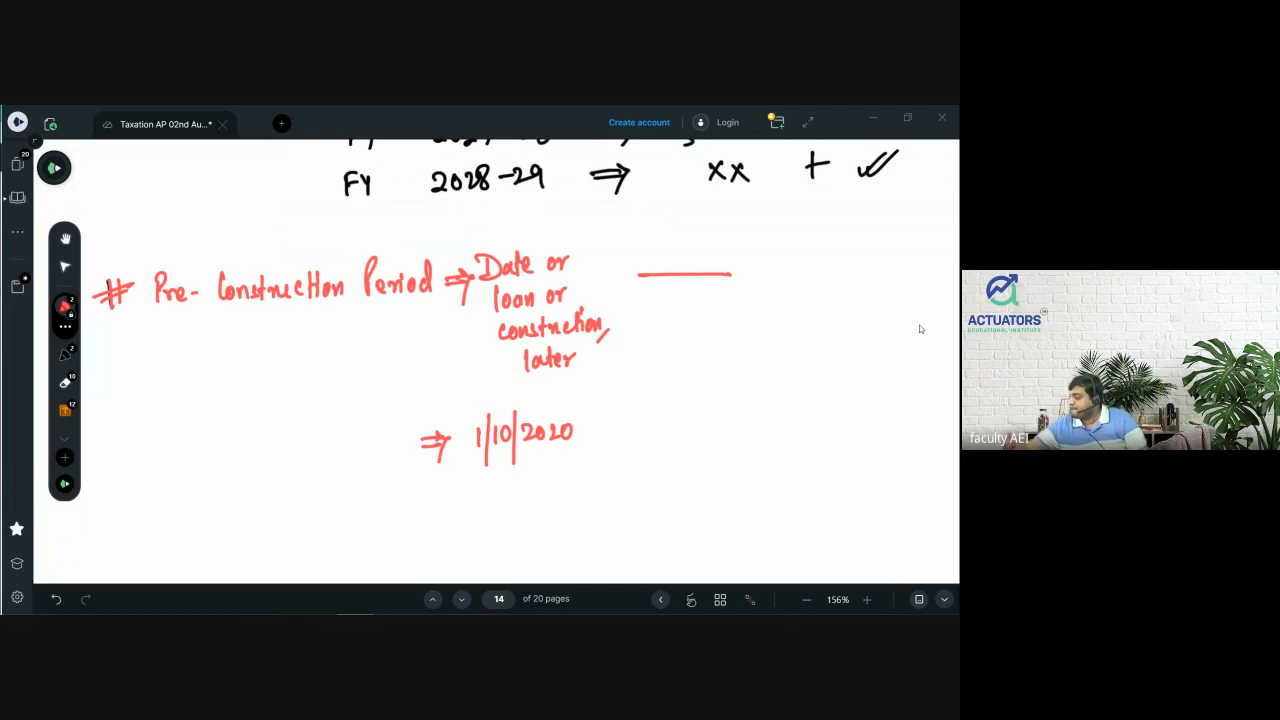 Taxation AP 02nd Au...*
Create account
Login
FY 2028-29 ⇒ xx + ✓
# Pre-Construction Period ⇒ Date or
loan or
construction,
later
⇒ 1/10/2020
14 of 20 pages
156%
ACTUATORS
EDUCATIONAL INSTITUTE
faculty AEI